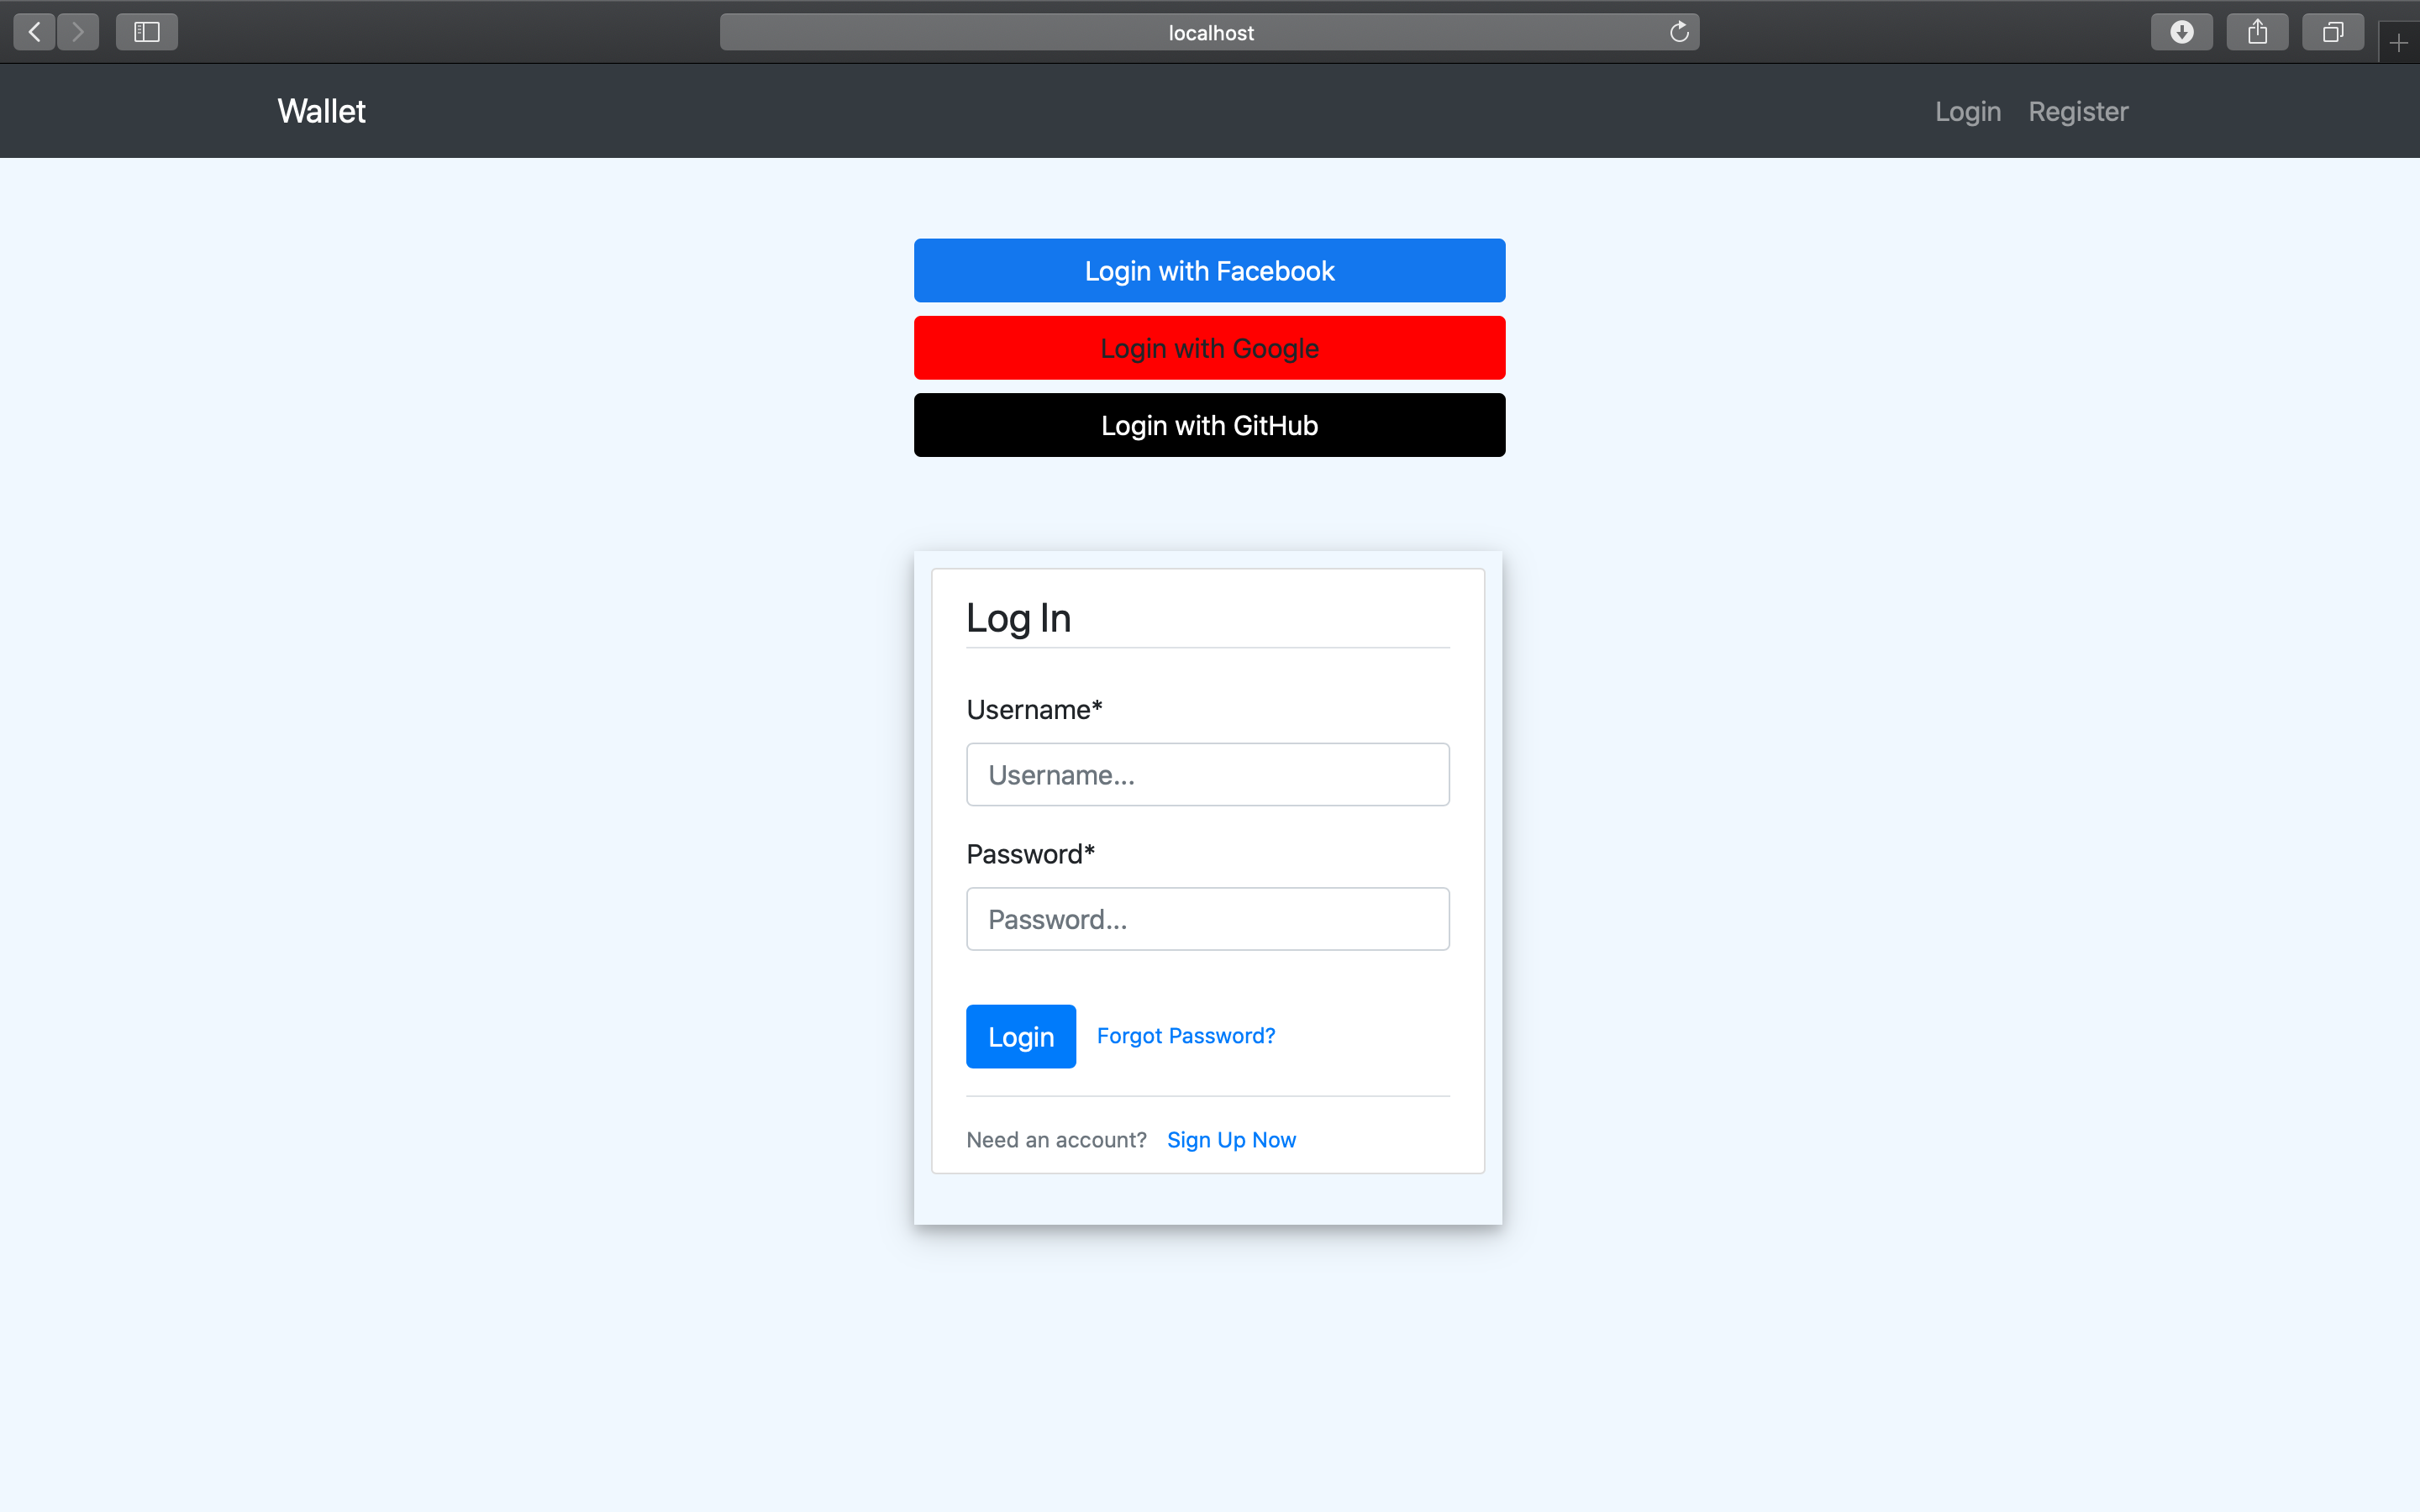 localhost
Wallet
Login Register
Login with Facebook
Login with Google
Login with GitHub
Log In
Username*
Username...
Password*
Password...
Login Forgot Password?
Need an account? Sign Up Now